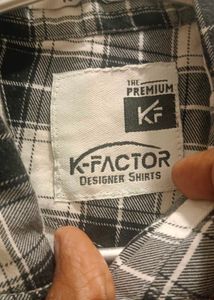 THE
PREMIUM
KF
K-FACTOR
DESIGNER SHIRTS